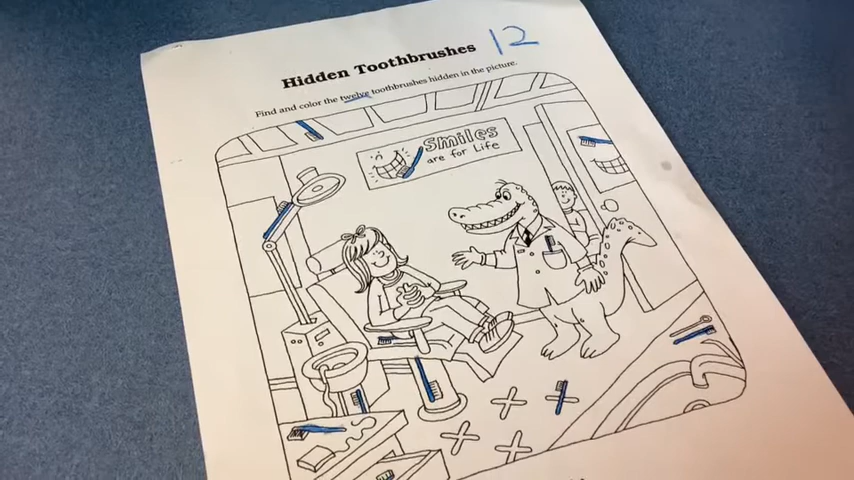 Hidden Toothbrushes 12
Find and color the twelve toothbrushes hidden in the picture.
Smiles
are for Life